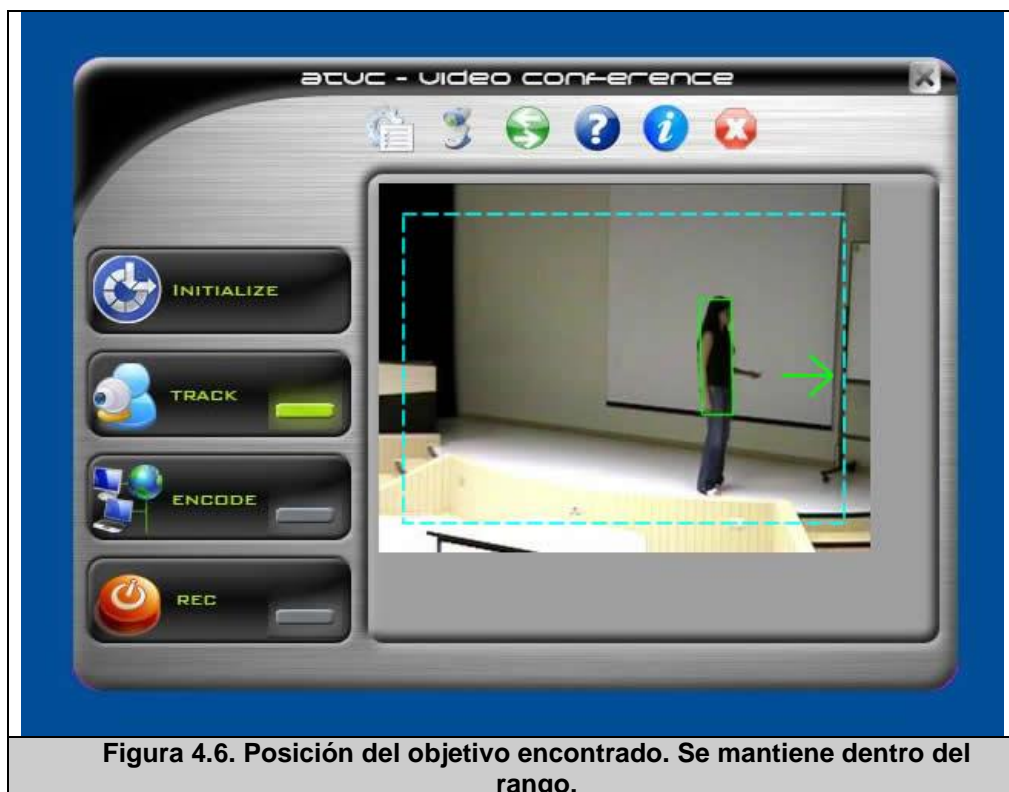 ATVC - VIDEO CONFERENCE
INITIALIZE
TRACK
ENCODE
REC
Figura 4.6. Posición del objetivo encontrado. Se mantiene dentro del
rango.